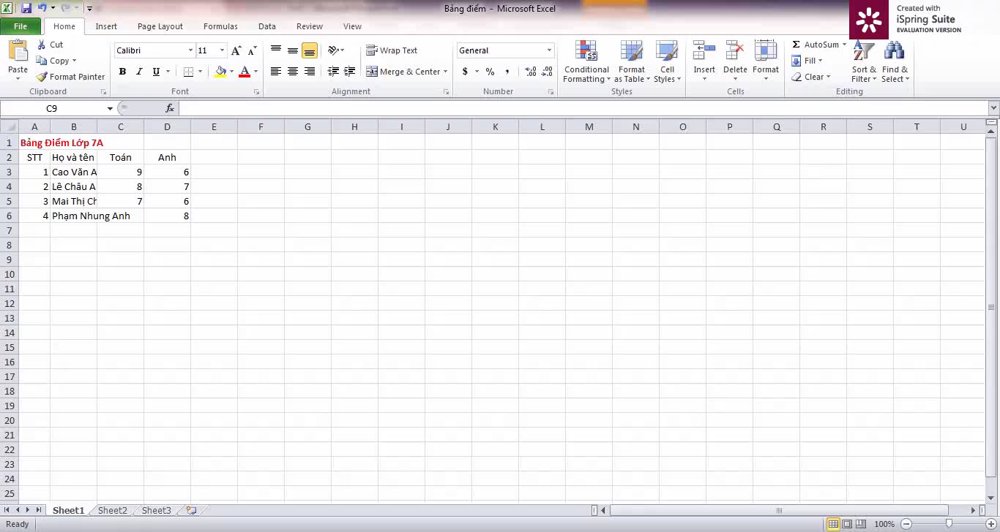 Bảng điểm - Microsoft Excel
Created with
iSpring Suite
EVALUATION VERSION
File Home Insert Page Layout Formulas Data Review View
Paste Cut Copy Format Painter
Calibri 11 B I U
Wrap Text Merge & Center
General $ % ,
Conditional Formatting Format as Table Cell Styles
Insert Delete Format
AutoSum Fill Clear Sort & Filter Find & Select
Clipboard Font Alignment Number Styles Cells Editing
C9 fx
A B C D E F G H I J K L M N O P Q R S T U
1 Bảng Điểm Lớp 7A
2 STT Họ và tên Toán Anh
3 1 Cao Văn A 9 6
4 2 Lê Châu A 8 7
5 3 Mai Thị Ch 7 6
6 4 Phạm Nhung Anh 8
7
8
9
10
11
12
13
14
15
16
17
18
19
20
21
22
23
24
25
Sheet1 Sheet2 Sheet3
Ready 100%